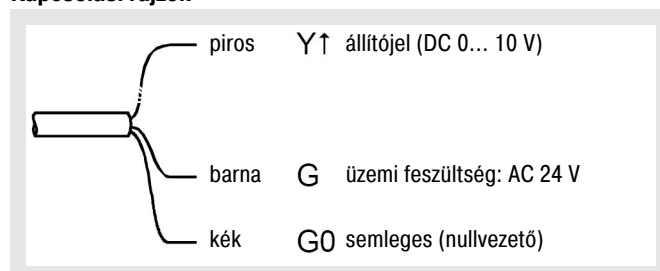 piros Y↑ állítójel (DC 0... 10 V)
barna G üzemi feszültség: AC 24 V
kék G0 semleges (nullvezető)